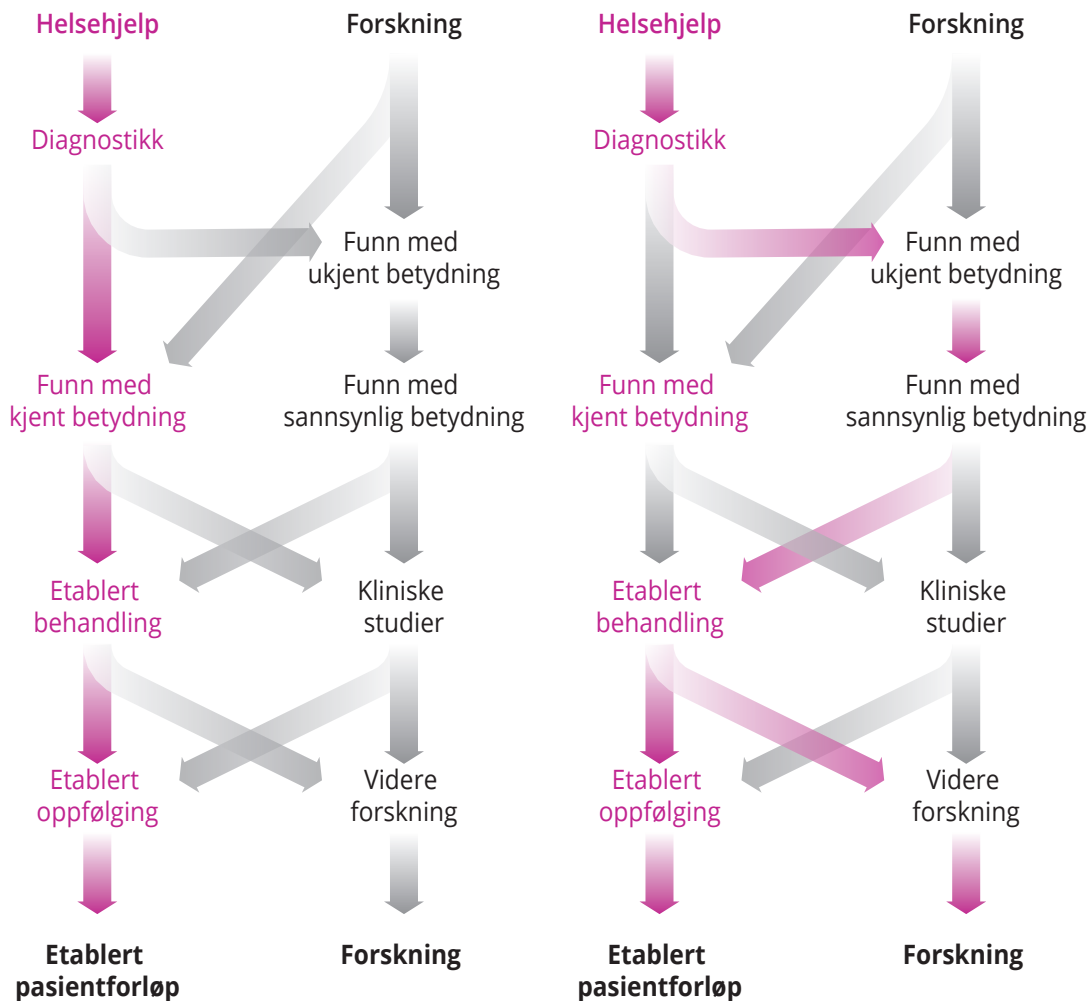 Helsehjelp
Forskning
Diagnostikk
Funn med
ukjent betydning
Funn med
kjent betydning
Funn med
sannsynlig betydning
Etablert
behandling
Kliniske
studier
Etablert
oppfølging
Videre
forskning
Etablert
pasientforløp
Forskning
Helsehjelp
Forskning
Diagnostikk
Funn med
ukjent betydning
Funn med
kjent betydning
Funn med
sannsynlig betydning
Etablert
behandling
Kliniske
studier
Etablert
oppfølging
Videre
forskning
Etablert
pasientforløp
Forskning